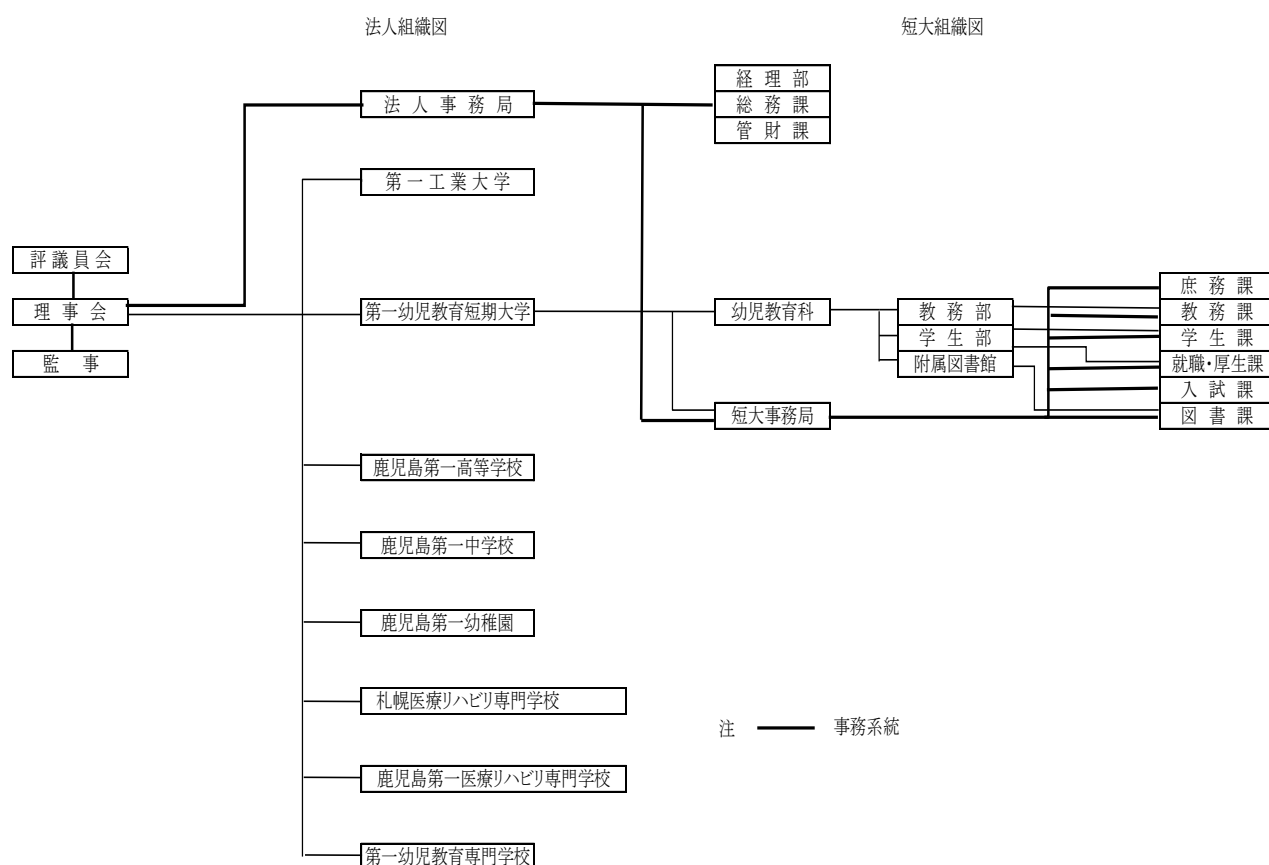 法人組織図
短大組織図
経理部
総務課
管財課
法人事務局
第一工業大学
評議員会
理事会
監事
第一幼児教育短期大学
幼児教育科
短大事務局
教務部
学生部
附属図書館
庶務課
教務課
学生課
就職・厚生課
入試課
図書課
鹿児島第一高等学校
鹿児島第一中学校
鹿児島第一幼稚園
札幌医療リハビリ専門学校
注 事務系統
鹿児島第一医療リハビリ専門学校
第一幼児教育専門学校